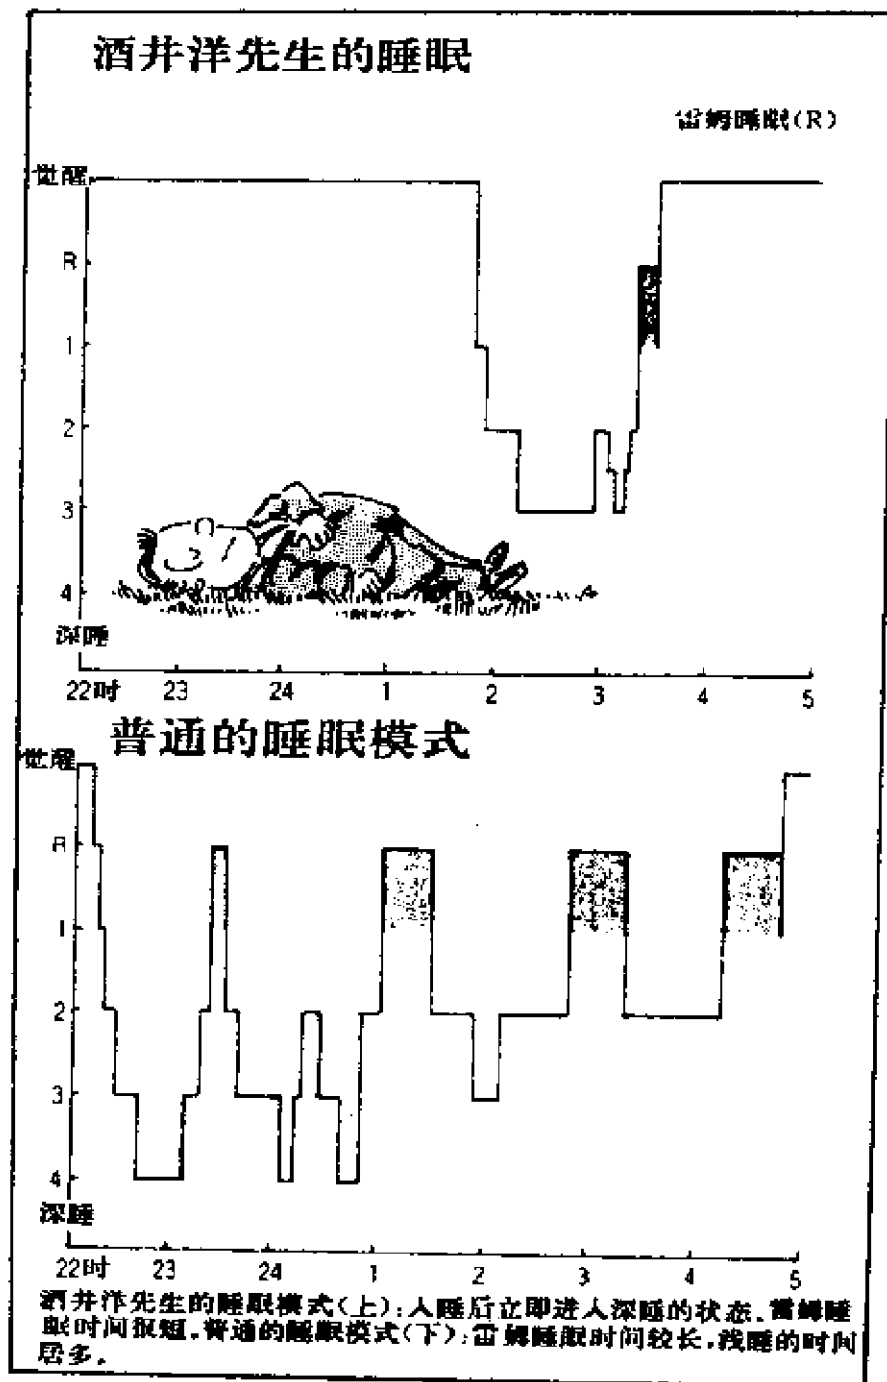 酒井洋先生的睡眠
雷姆睡眠(R)
觉醒
R
1
2
3
4
深睡
22时 23 24 1 2 3 4 5
普通的睡眠模式
觉醒
R
1
2
3
4
深睡
22时 23 24 1 2 3 4 5
酒井洋先生的睡眠模式(上):入睡后立即进入深睡的状态.雷姆睡
眠时间很短.普通的睡眠模式(下):雷姆睡眠时间较长,浅睡的时间
居多.